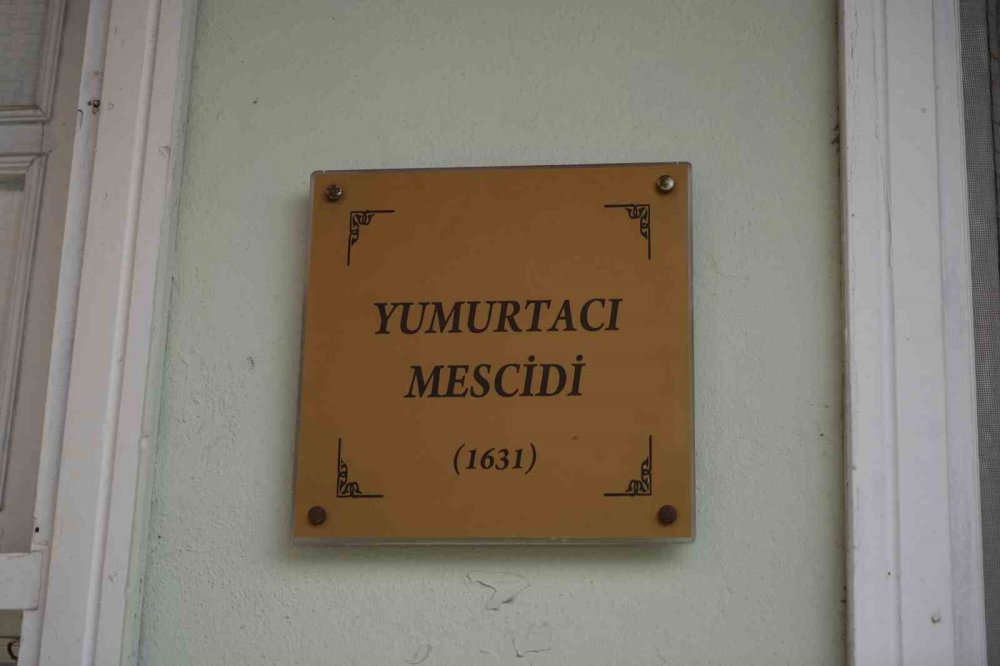 YUMURTACI
MESCİDİ
(1631)